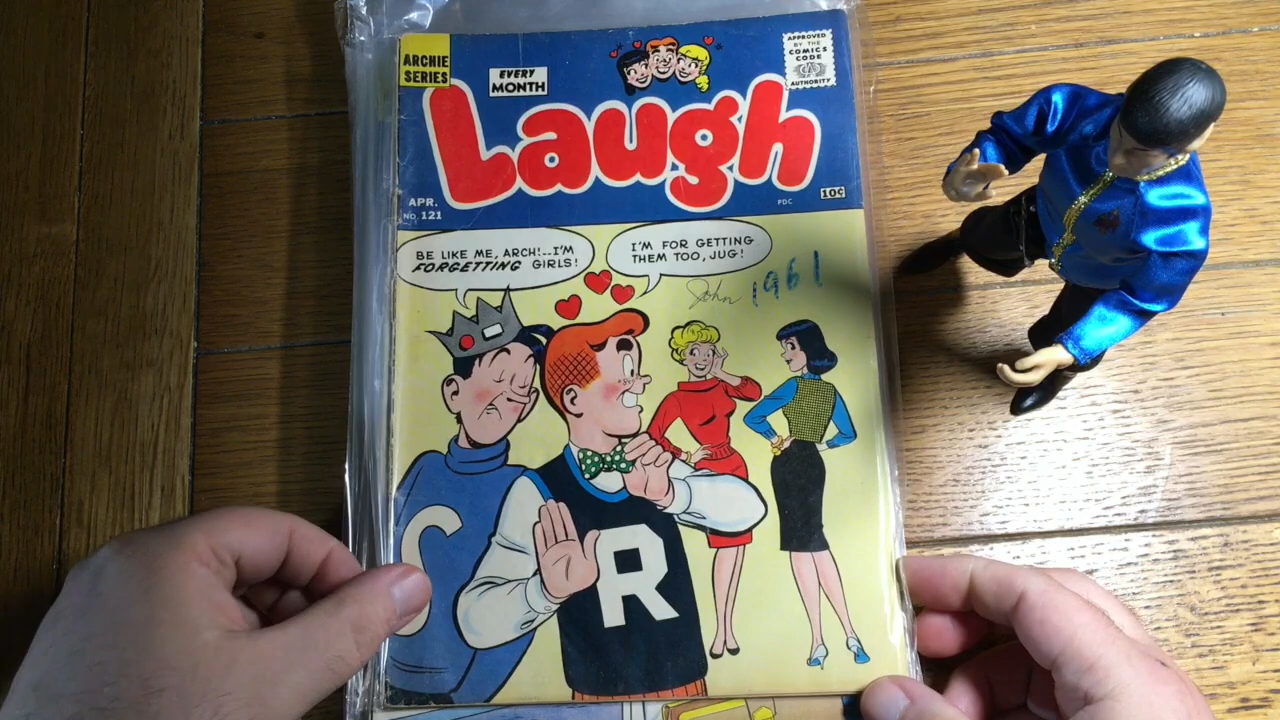 ARCHIE
SERIES
EVERY
MONTH
APPROVED
BY THE
COMICS
CODE
AUTHORITY
Laugh
APR.
NO. 121
PDC
10¢
BE LIKE ME, ARCH!--I'M
FORGETTING GIRLS!
I'M FOR GETTING
THEM TOO, JUG!
John 1961
C
R